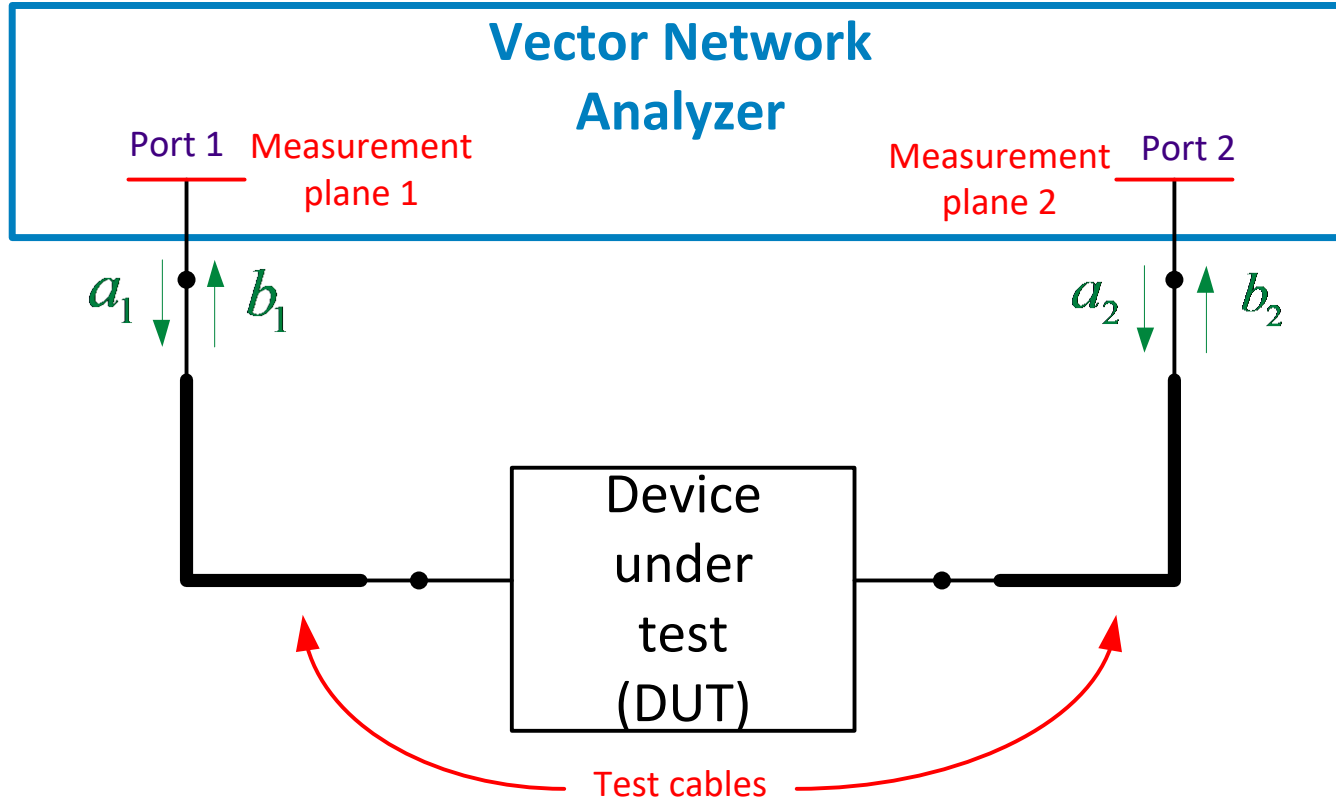 Vector Network
Analyzer
Port 1
Measurement
plane 1
Measurement
plane 2
Port 2
a₁
b₁
a₂
b₂
Device
under
test
(DUT)
Test cables